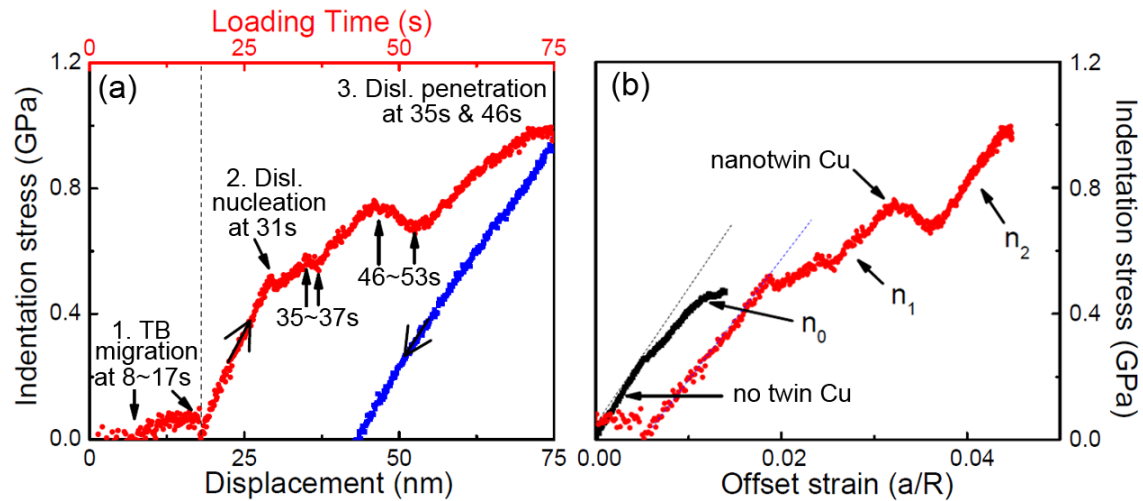 Loading Time (s)
0 25 50 75
Indentation stress (GPa)
1.2
0.8
0.4
0.0
(a)
3. Disl. penetration
at 35s & 46s
2. Disl.
nucleation
at 31s
46~53s
35~37s
1. TB
migration
at 8~17s
0 25 50 75
Displacement (nm)
(b)
nanotwin Cu
n2
n1
n0
no twin Cu
0.00 0.02 0.04
Offset strain (a/R)
1.2
0.8
0.4
0.0
Indentation stress (GPa)